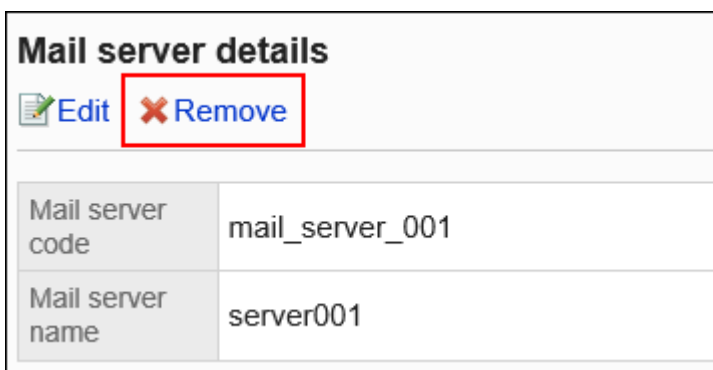 Mail server details
Edit Remove
Mail server
code
mail_server_001
Mail server
name
server001